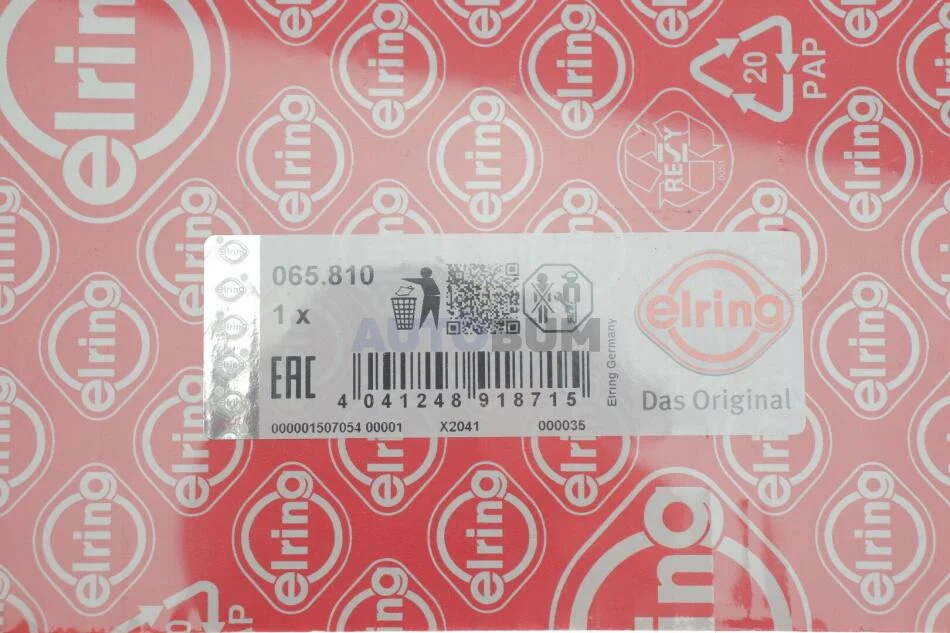 elring
20
PAP
RESY
0051
065.810
1 x
EAC
4 041248 918715
000001507054 00001 X2041 000035
Elring Germany
elring
Das Original
AUTOBUM